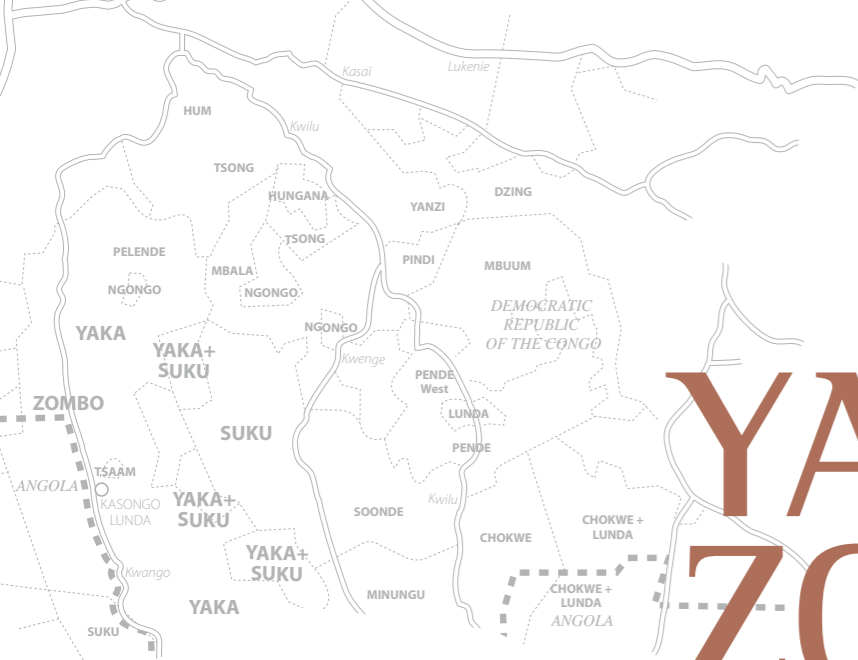 Kasaï
Lukenie
HUM
Kwilu
TSONG
HUNGANA
DZING
YANZI
TSONG
PELENDE
PINDI
MBUUM
MBALA
NGONGO
NGONGO
DEMOCRATIC
REPUBLIC
OF THE CONGO
NGONGO
YAKA
YAKA+
SUKU
Kwenge
PENDE
West
ZOMBO
LUNDA
SUKU
PENDE
TSAAM
ANGOLA
KASONGO
LUNDA
YAKA+
SUKU
Kwilu
SOONDE
CHOKWE
CHOKWE +
LUNDA
YAKA+
SUKU
Kwango
MINUNGU
CHOKWE +
LUNDA
ANGOLA
YAKA
SUKU
YA
ZO